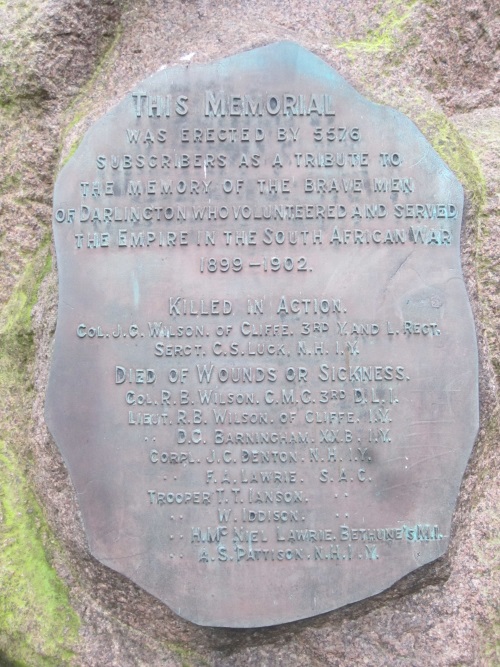 THIS MEMORIAL
WAS ERECTED BY 5576
SUBSCRIBERS AS A TRIBUTE TO
THE MEMORY OF THE BRAVE MEN
OF DARLINGTON WHO VOLUNTEERED AND SERVED
THE EMPIRE IN THE SOUTH AFRICAN WAR
1899-1902.
KILLED IN ACTION.
COL. J.C. WILSON. OF CLIFFE. 3RD Y. AND L. REGT.
SERGT. C.S. LUCK, N.H. I.Y.
DIED OF WOUNDS OR SICKNESS.
COL. R.B. WILSON. C.M.G. 3RD D.L.I.
LIEUT. R.B. WILSON. OF CLIFFE. I.Y.
" D.C. BARNINGHAM. XX.B. I.Y.
CORPL. J.C. DENTON. N.H. I.Y.
" F.A. LAWRIE. S.A.C.
TROOPER T.T. IANSON. "
" W. IDDISON. "
" H. MC NIEL LAWRIE. BETHUNE'S M.I.
" A.S. PATTISON. N.H. I.Y.